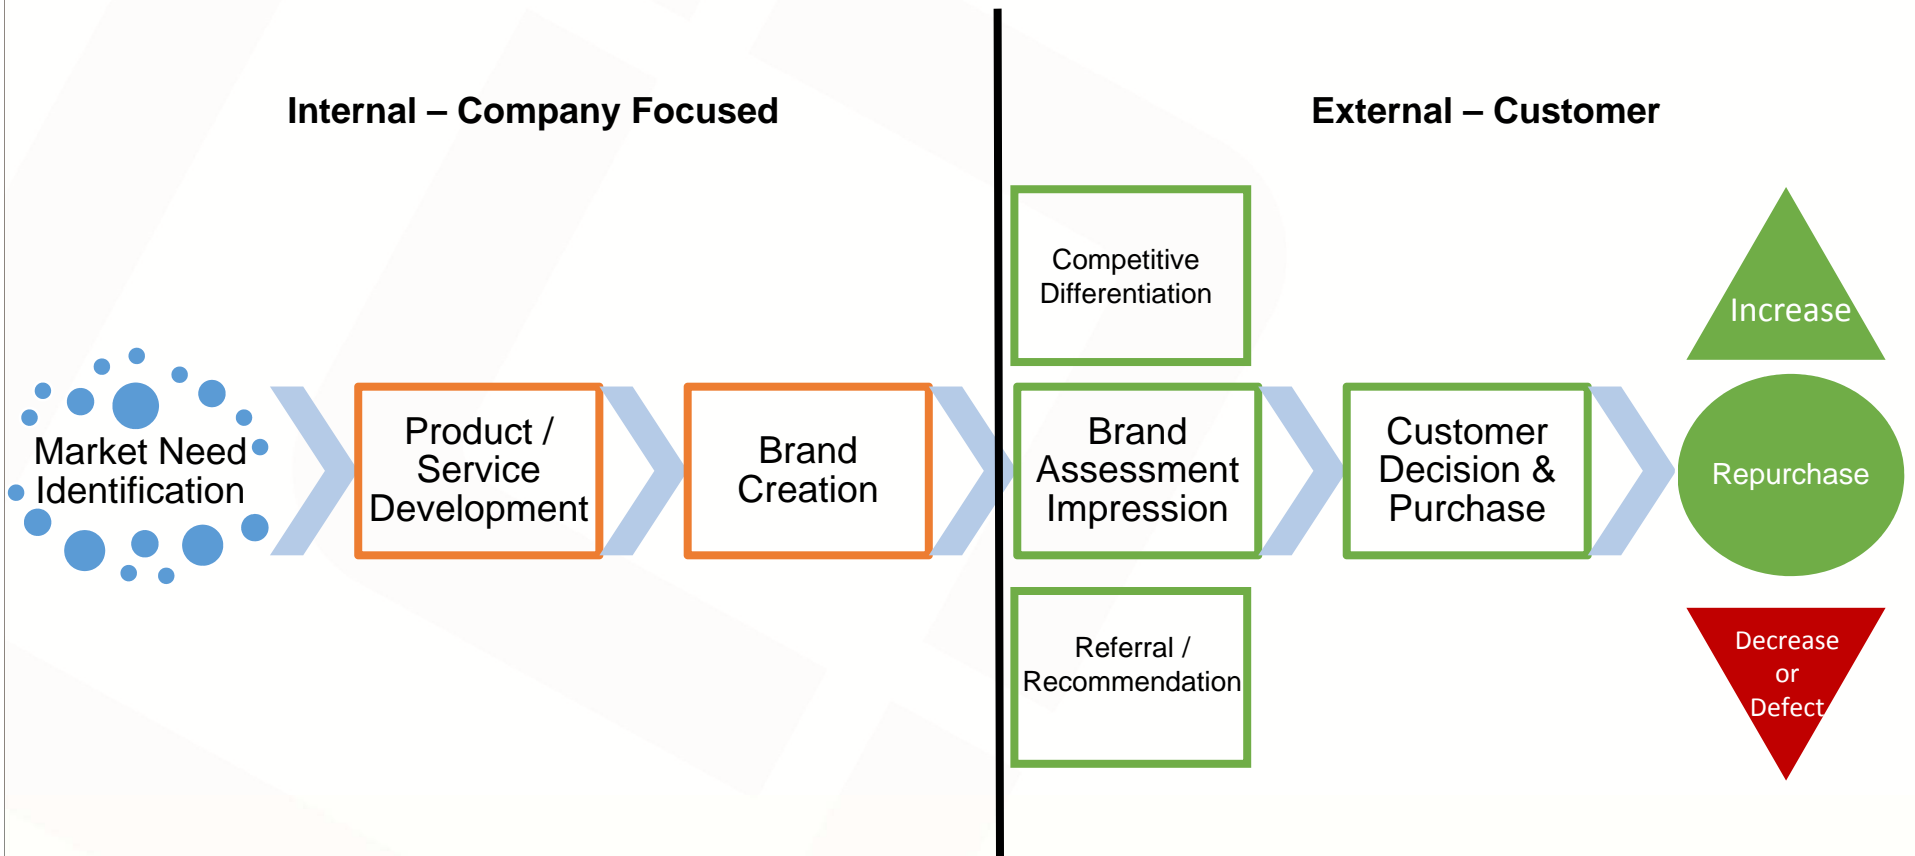 Internal – Company Focused
External – Customer
Market Need
Identification
Product /
Service
Development
Brand
Creation
Competitive
Differentiation
Brand
Assessment
Impression
Referral /
Recommendation
Customer
Decision &
Purchase
Increase
Repurchase
Decrease
or
Defect